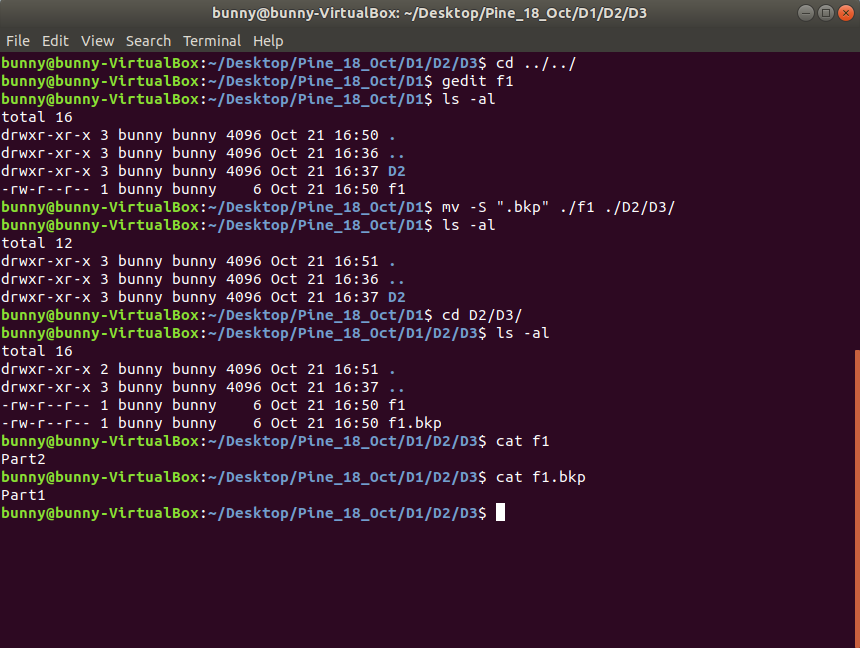 bunny@bunny-VirtualBox: ~/Desktop/Pine_18_Oct/D1/D2/D3
File Edit View Search Terminal Help
bunny@bunny-VirtualBox:~/Desktop/Pine_18_Oct/D1/D2/D3$ cd ../../
bunny@bunny-VirtualBox:~/Desktop/Pine_18_Oct/D1$ gedit f1
bunny@bunny-VirtualBox:~/Desktop/Pine_18_Oct/D1$ ls -al
total 16
drwxr-xr-x 3 bunny bunny 4096 Oct 21 16:50 .
drwxr-xr-x 3 bunny bunny 4096 Oct 21 16:36 ..
drwxr-xr-x 3 bunny bunny 4096 Oct 21 16:37 D2
-rw-r--r-- 1 bunny bunny    6 Oct 21 16:50 f1
bunny@bunny-VirtualBox:~/Desktop/Pine_18_Oct/D1$ mv -S ".bkp" ./f1 ./D2/D3/
bunny@bunny-VirtualBox:~/Desktop/Pine_18_Oct/D1$ ls -al
total 12
drwxr-xr-x 3 bunny bunny 4096 Oct 21 16:51 .
drwxr-xr-x 3 bunny bunny 4096 Oct 21 16:36 ..
drwxr-xr-x 3 bunny bunny 4096 Oct 21 16:37 D2
bunny@bunny-VirtualBox:~/Desktop/Pine_18_Oct/D1$ cd D2/D3/
bunny@bunny-VirtualBox:~/Desktop/Pine_18_Oct/D1/D2/D3$ ls -al
total 16
drwxr-xr-x 2 bunny bunny 4096 Oct 21 16:51 .
drwxr-xr-x 3 bunny bunny 4096 Oct 21 16:37 ..
-rw-r--r-- 1 bunny bunny    6 Oct 21 16:50 f1
-rw-r--r-- 1 bunny bunny    6 Oct 21 16:50 f1.bkp
bunny@bunny-VirtualBox:~/Desktop/Pine_18_Oct/D1/D2/D3$ cat f1
Part2
bunny@bunny-VirtualBox:~/Desktop/Pine_18_Oct/D1/D2/D3$ cat f1.bkp
Part1
bunny@bunny-VirtualBox:~/Desktop/Pine_18_Oct/D1/D2/D3$